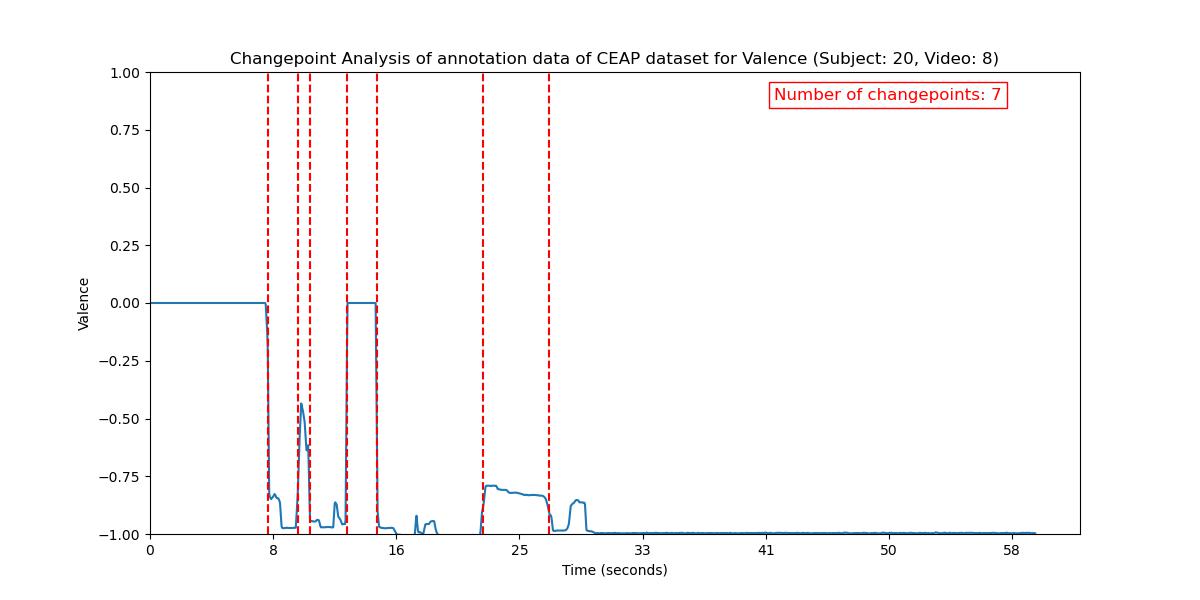 Changepoint Analysis of annotation data of CEAP dataset for Valence (Subject: 20, Video: 8)
Number of changepoints: 7
1.00
0.75
0.50
0.25
0.00
−0.25
−0.50
−0.75
−1.00
Valence
0 8 16 25 33 41 50 58
Time (seconds)